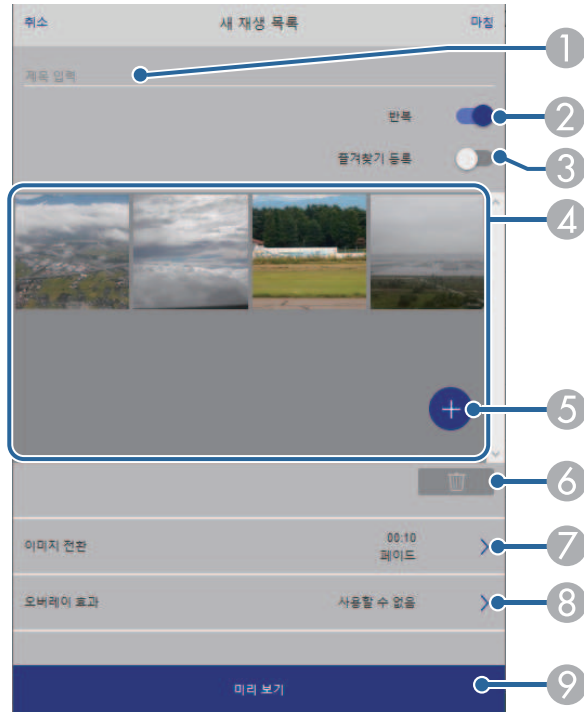 취소 새 재생 목록 마침
1
제목 입력
반복 2
즐겨찾기 등록 3
4
5
6
이미지 전환 00:10 7
페이드
오버레이 효과 사용할 수 없음 8
미리 보기 9